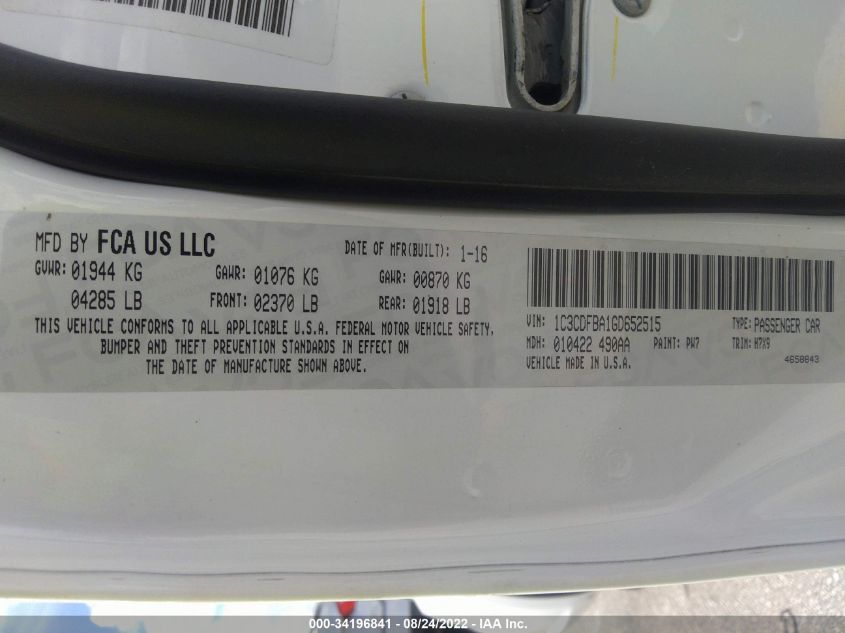 MFD BY FCA US LLC
DATE OF MFR(BUILT): 1-16
GVWR: 01944 KG GAWR: 01076 KG GAWR: 00870 KG
04285 LB FRONT: 02370 LB REAR: 01918 LB
THIS VEHICLE CONFORMS TO ALL APPLICABLE U.S.A. FEDERAL MOTOR VEHICLE SAFETY,
BUMPER AND THEFT PREVENTION STANDARDS IN EFFECT ON
THE DATE OF MANUFACTURE SHOWN ABOVE.
VIN: 1C3CDFBA1GD652515 TYPE: PASSENGER CAR
MDH: 010422 490AA PAINT: PW7 TRIM: H7X9
VEHICLE MADE IN U.S.A. 4658843
000-34196841 - 08/24/2022 - IAA Inc.